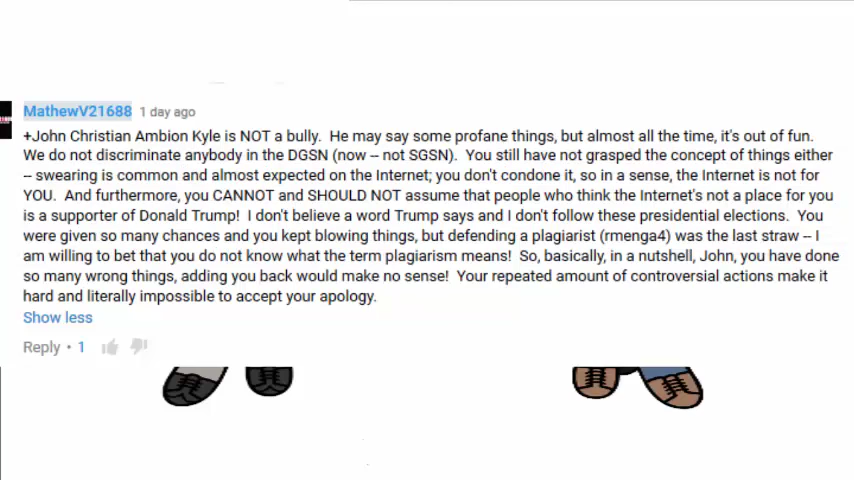 MathewV21688 1 day ago
+John Christian Ambion Kyle is NOT a bully. He may say some profane things, but almost all the time, it's out of fun.
We do not discriminate anybody in the DGSN (now -- not SGSN). You still have not grasped the concept of things either
-- swearing is common and almost expected on the Internet; you don't condone it, so in a sense, the Internet is not for
YOU. And furthermore, you CANNOT and SHOULD NOT assume that people who think the Internet's not a place for you
is a supporter of Donald Trump! I don't believe a word Trump says and I don't follow these presidential elections. You
were given so many chances and you kept blowing things, but defending a plagiarist (rmenga4) was the last straw -- I
am willing to bet that you do not know what the term plagiarism means! So, basically, in a nutshell, John, you have done
so many wrong things, adding you back would make no sense! Your repeated amount of controversial actions make it
hard and literally impossible to accept your apology.
Show less
Reply • 1